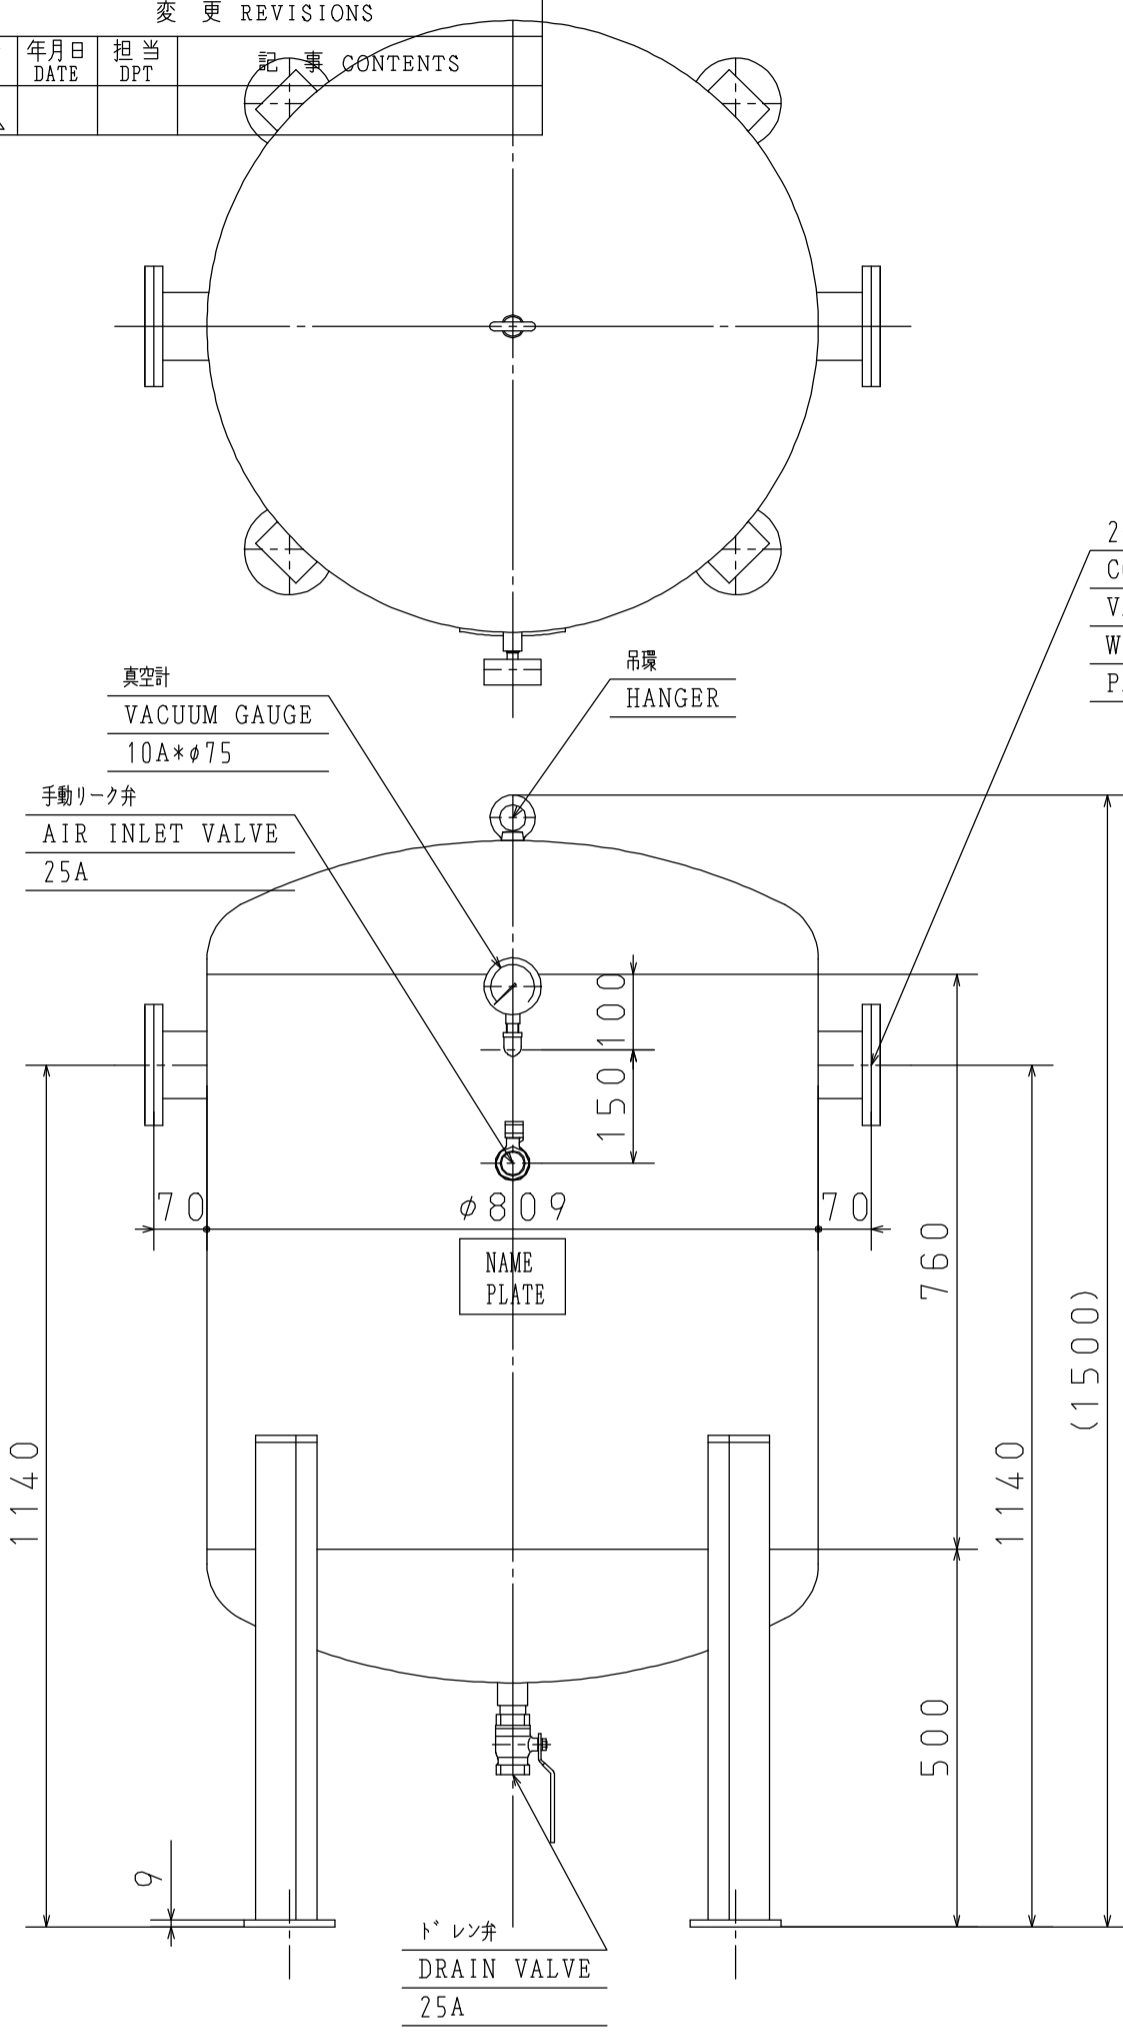 変 更 REVISIONS
年月日 担当 記 事 CONTENTS
DATE DPT
2
真空計
VACUUM GAUGE
10A*φ75
吊環
HANGER
手動リーク弁
AIR INLET VALVE
25A
100
150
70 φ809 70
NAME
PLATE
760
(1500)
1140
1140
500
9
ドレン弁
DRAIN VALVE
25A